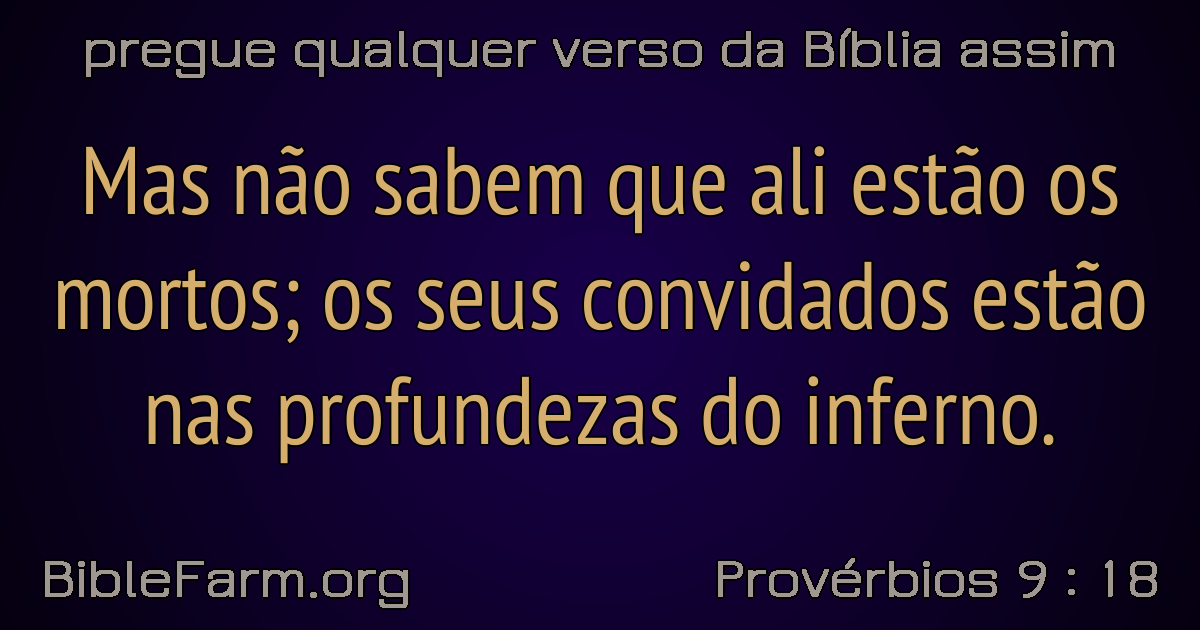 pregue qualquer verso da Bíblia assim
Mas não sabem que ali estão os
mortos; os seus convidados estão
nas profundezas do inferno.
BibleFarm.org
Provérbios 9 : 18